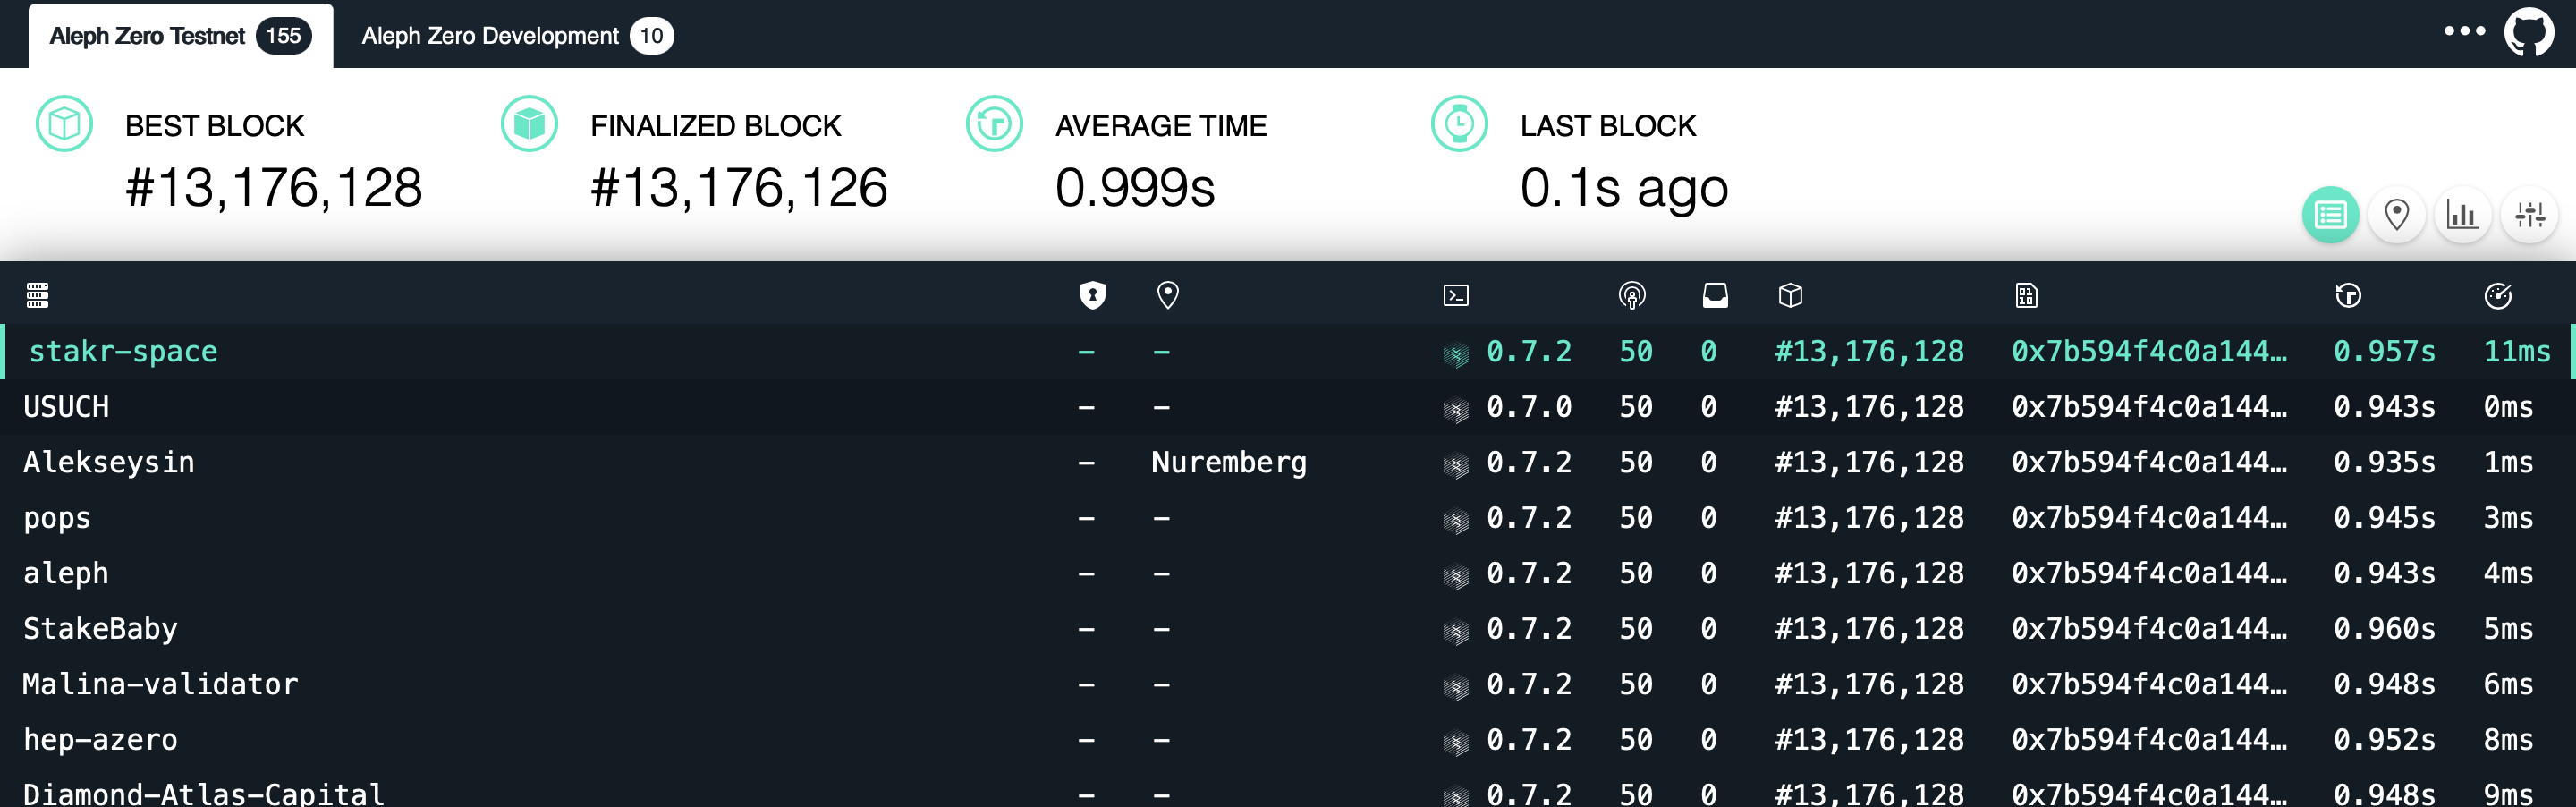 Aleph Zero Testnet 155 Aleph Zero Development 10
BEST BLOCK FINALIZED BLOCK AVERAGE TIME LAST BLOCK
#13,176,128 #13,176,126 0.999s 0.1s ago
stakr-space – – 0.7.2 50 0 #13,176,128 0x7b594f4c0a144… 0.957s 11ms
USUCH – – 0.7.0 50 0 #13,176,128 0x7b594f4c0a144… 0.943s 0ms
Alekseysin – Nuremberg 0.7.2 50 0 #13,176,128 0x7b594f4c0a144… 0.935s 1ms
pops – – 0.7.2 50 0 #13,176,128 0x7b594f4c0a144… 0.945s 3ms
aleph – – 0.7.2 50 0 #13,176,128 0x7b594f4c0a144… 0.943s 4ms
StakeBaby – – 0.7.2 50 0 #13,176,128 0x7b594f4c0a144… 0.960s 5ms
Malina-validator – – 0.7.2 50 0 #13,176,128 0x7b594f4c0a144… 0.948s 6ms
hep-azero – – 0.7.2 50 0 #13,176,128 0x7b594f4c0a144… 0.952s 8ms
Diamond-Atlas-Capital – – 0.7.2 50 0 #13,176,128 0x7b594f4c0a144… 0.948s 9ms